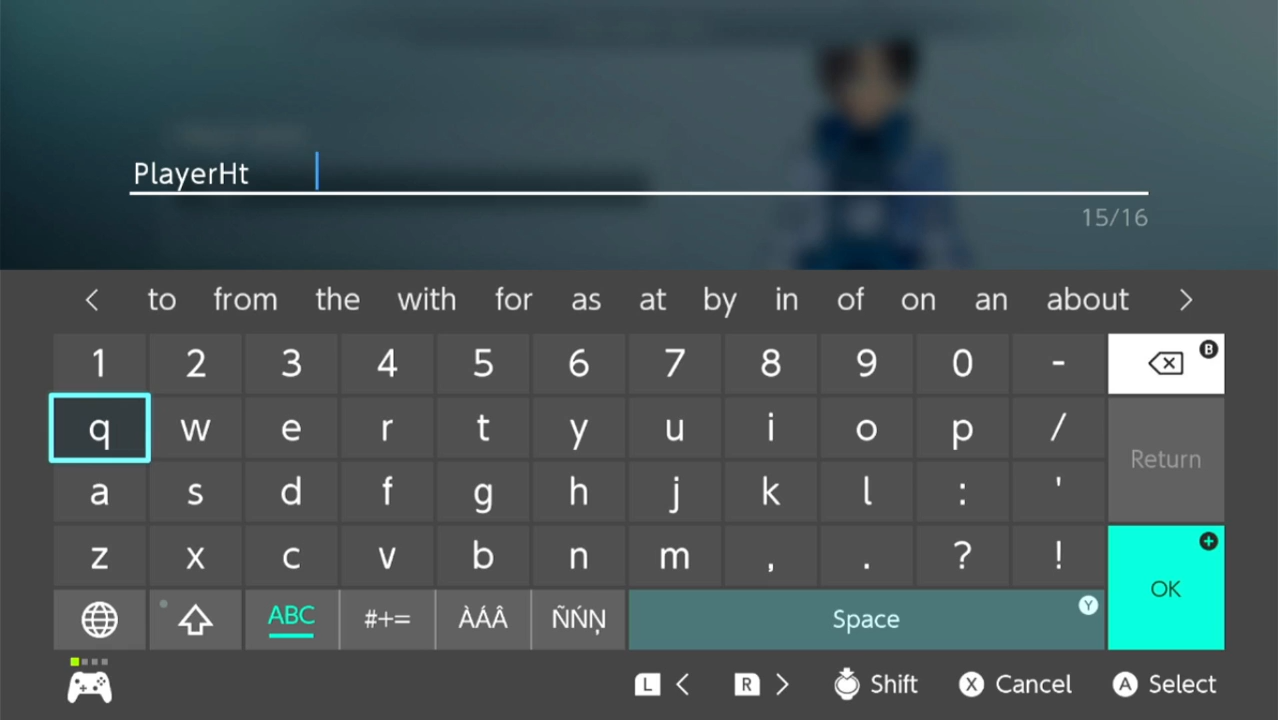 PlayerHt
15/16
< to from the with for as at by in of on an about >
1 2 3 4 5 6 7 8 9 0 - B
q w e r t y u i o p /
Return
a s d f g h j k l : '
z x c v b n m , . ? !
+ OK
ABC #+= ÀÁÂ ÑŃŅ Space Y
L < R > Shift X Cancel A Select